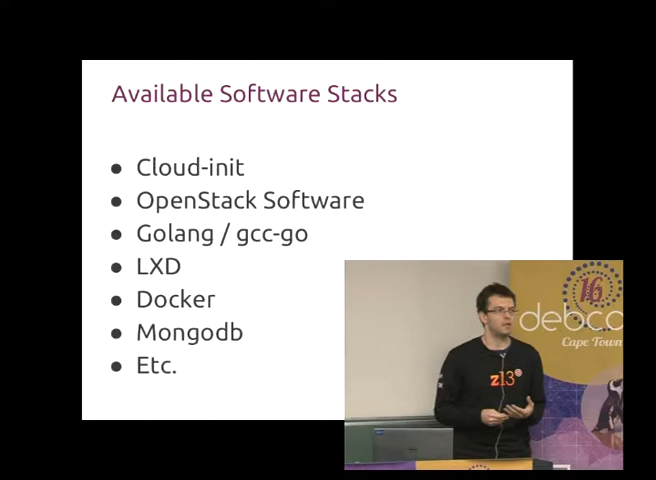 Available Software Stacks
● Cloud-init
● OpenStack Software
● Golang / gcc-go
● LXD
● Docker
● Mongodb
● Etc.
16
debco
Cape Town
z13